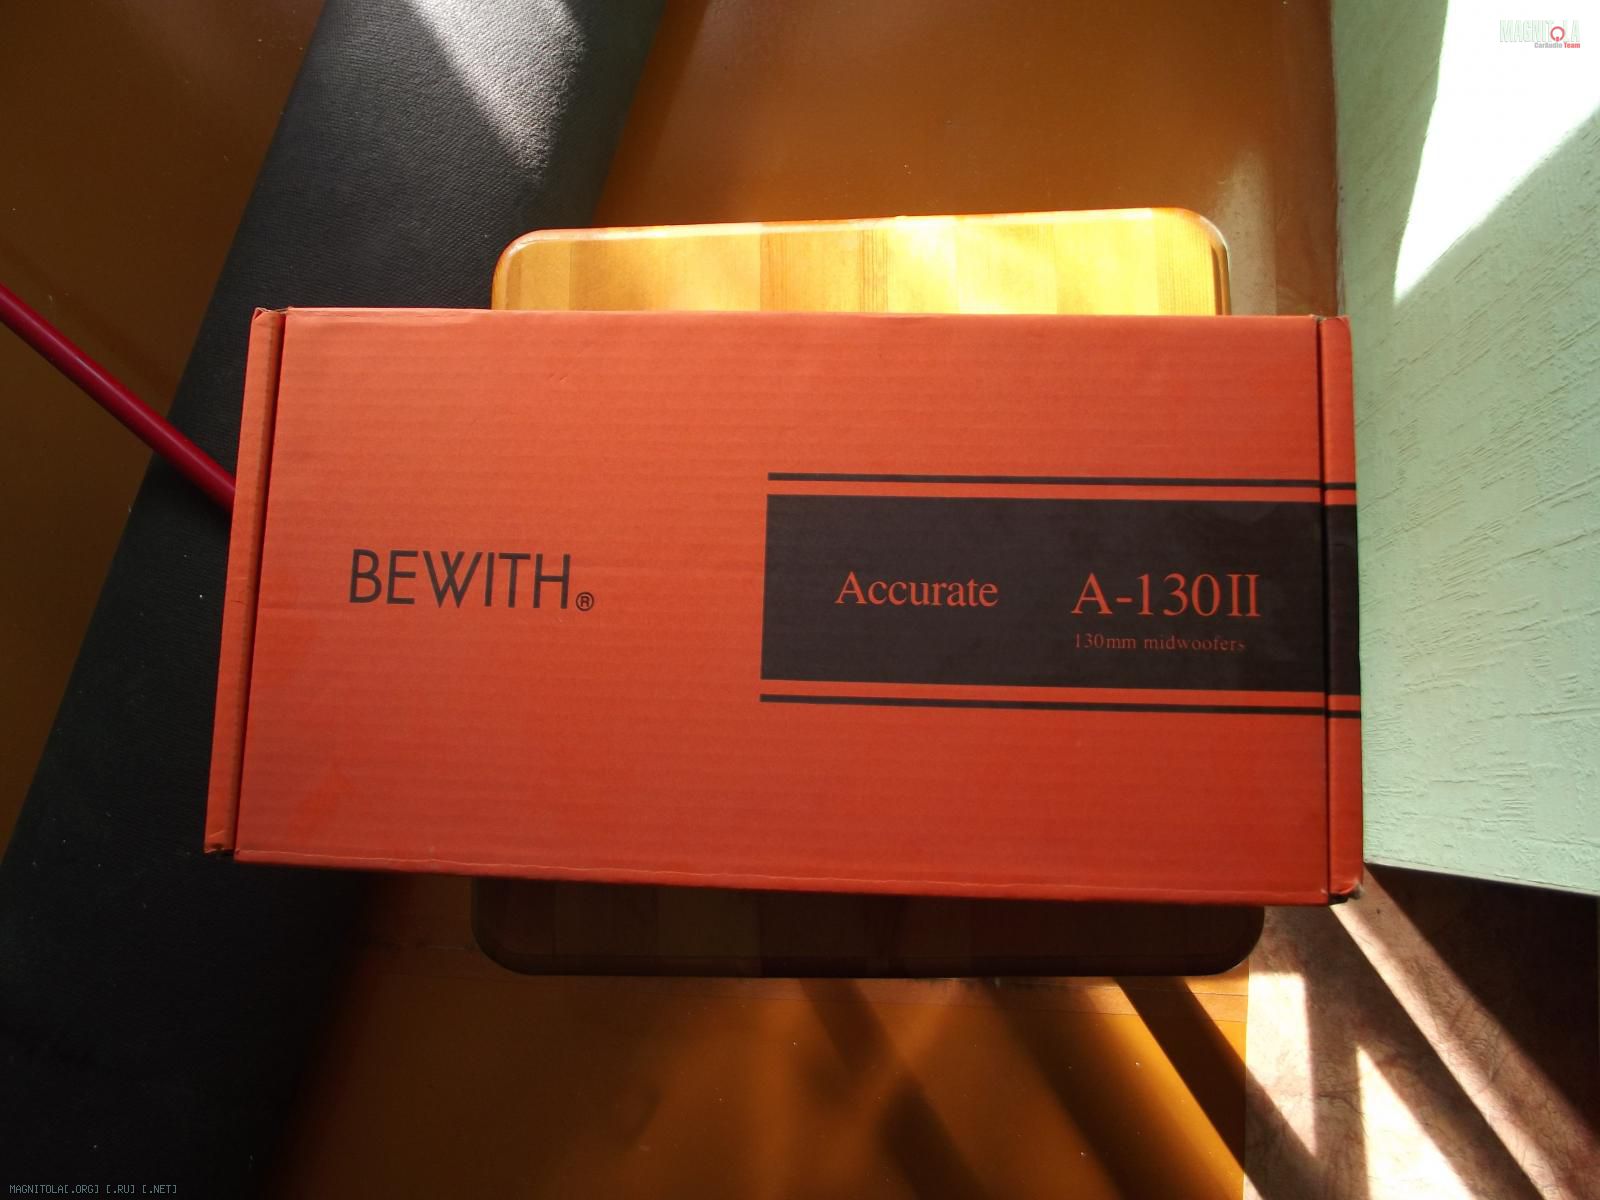 MAGNITOLA
CarAudio Team
BEWITH®
Accurate A-130II
130mm midwoofers
MAGNITOLA[.ORG] [.RU] [.NET]